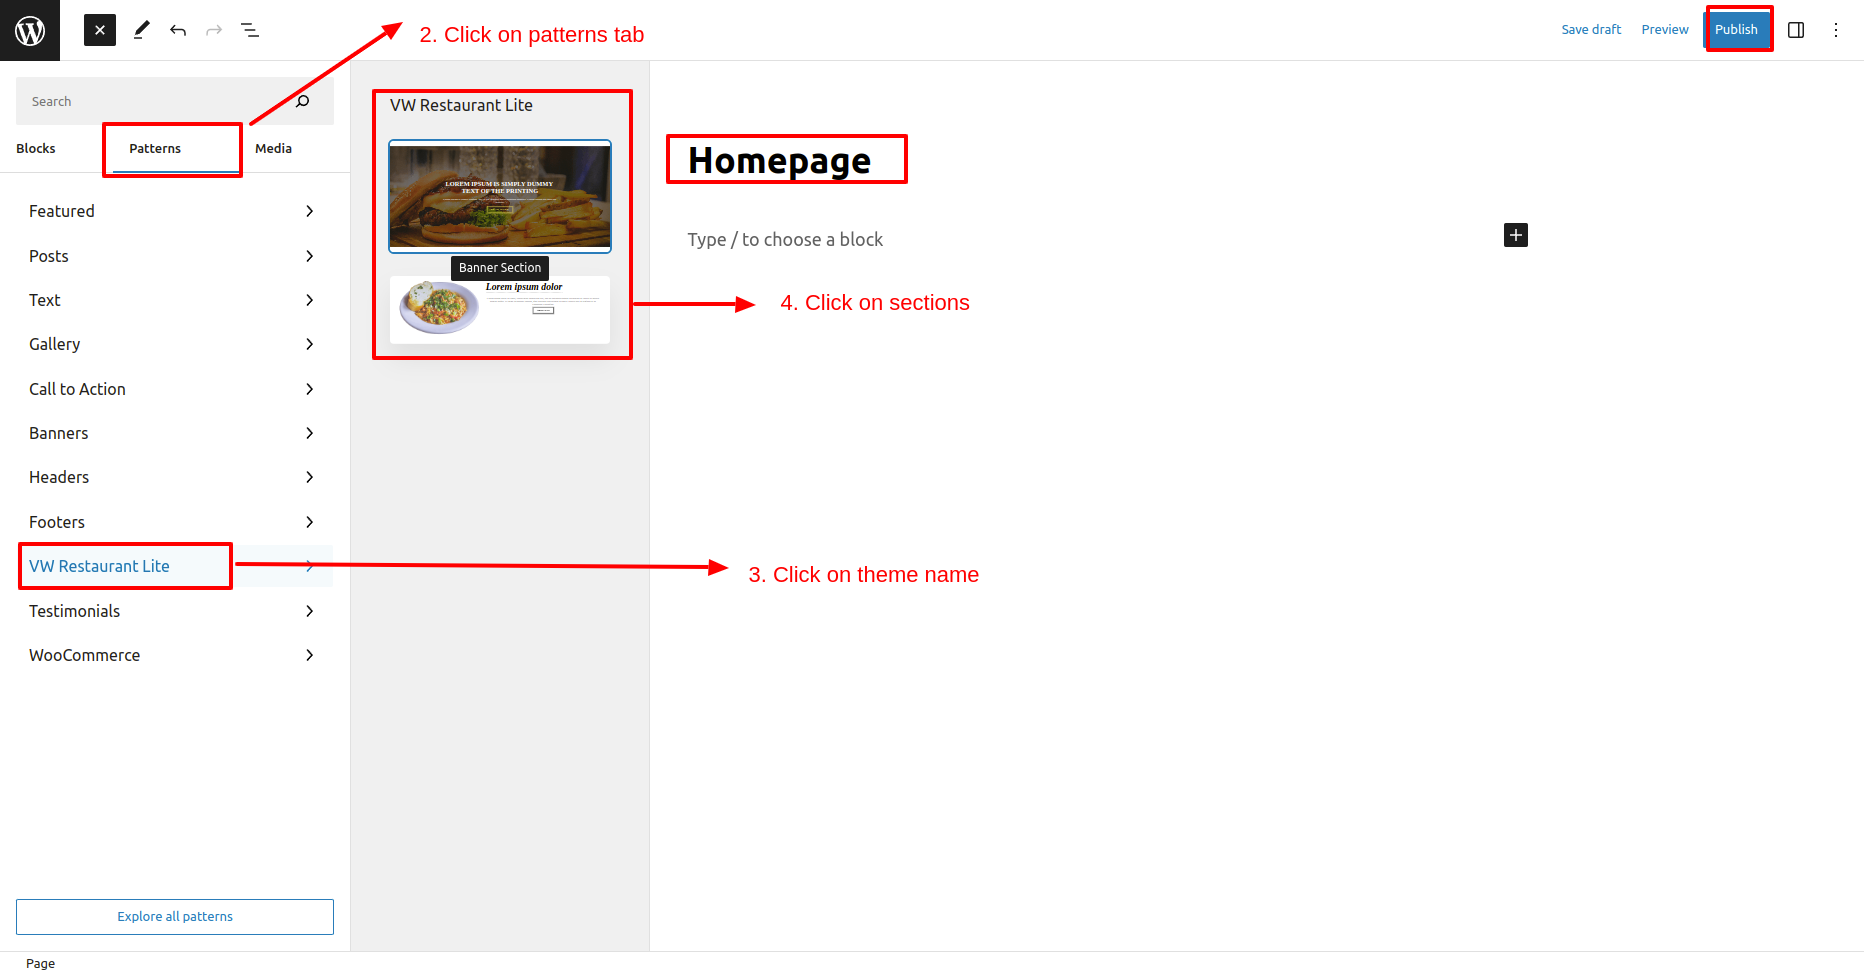 2. Click on patterns tab
Save draft
Preview
Publish
Search
Blocks
Patterns
Media
Featured
Posts
Text
Gallery
Call to Action
Banners
Headers
Footers
VW Restaurant Lite
Testimonials
WooCommerce
Explore all patterns
Page
VW Restaurant Lite
LOREM IPSUM IS SIMPLY DUMMY
TEXT OF THE PRINTING
Banner Section
Lorem ipsum dolor
Homepage
Type / to choose a block
4. Click on sections
3. Click on theme name